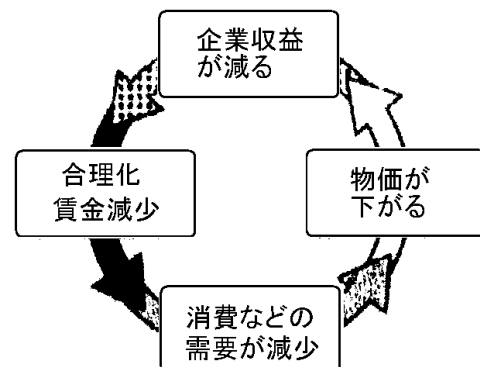 企業収益
が減る
合理化
賃金減少
物価が
下がる
消費などの
需要が減少